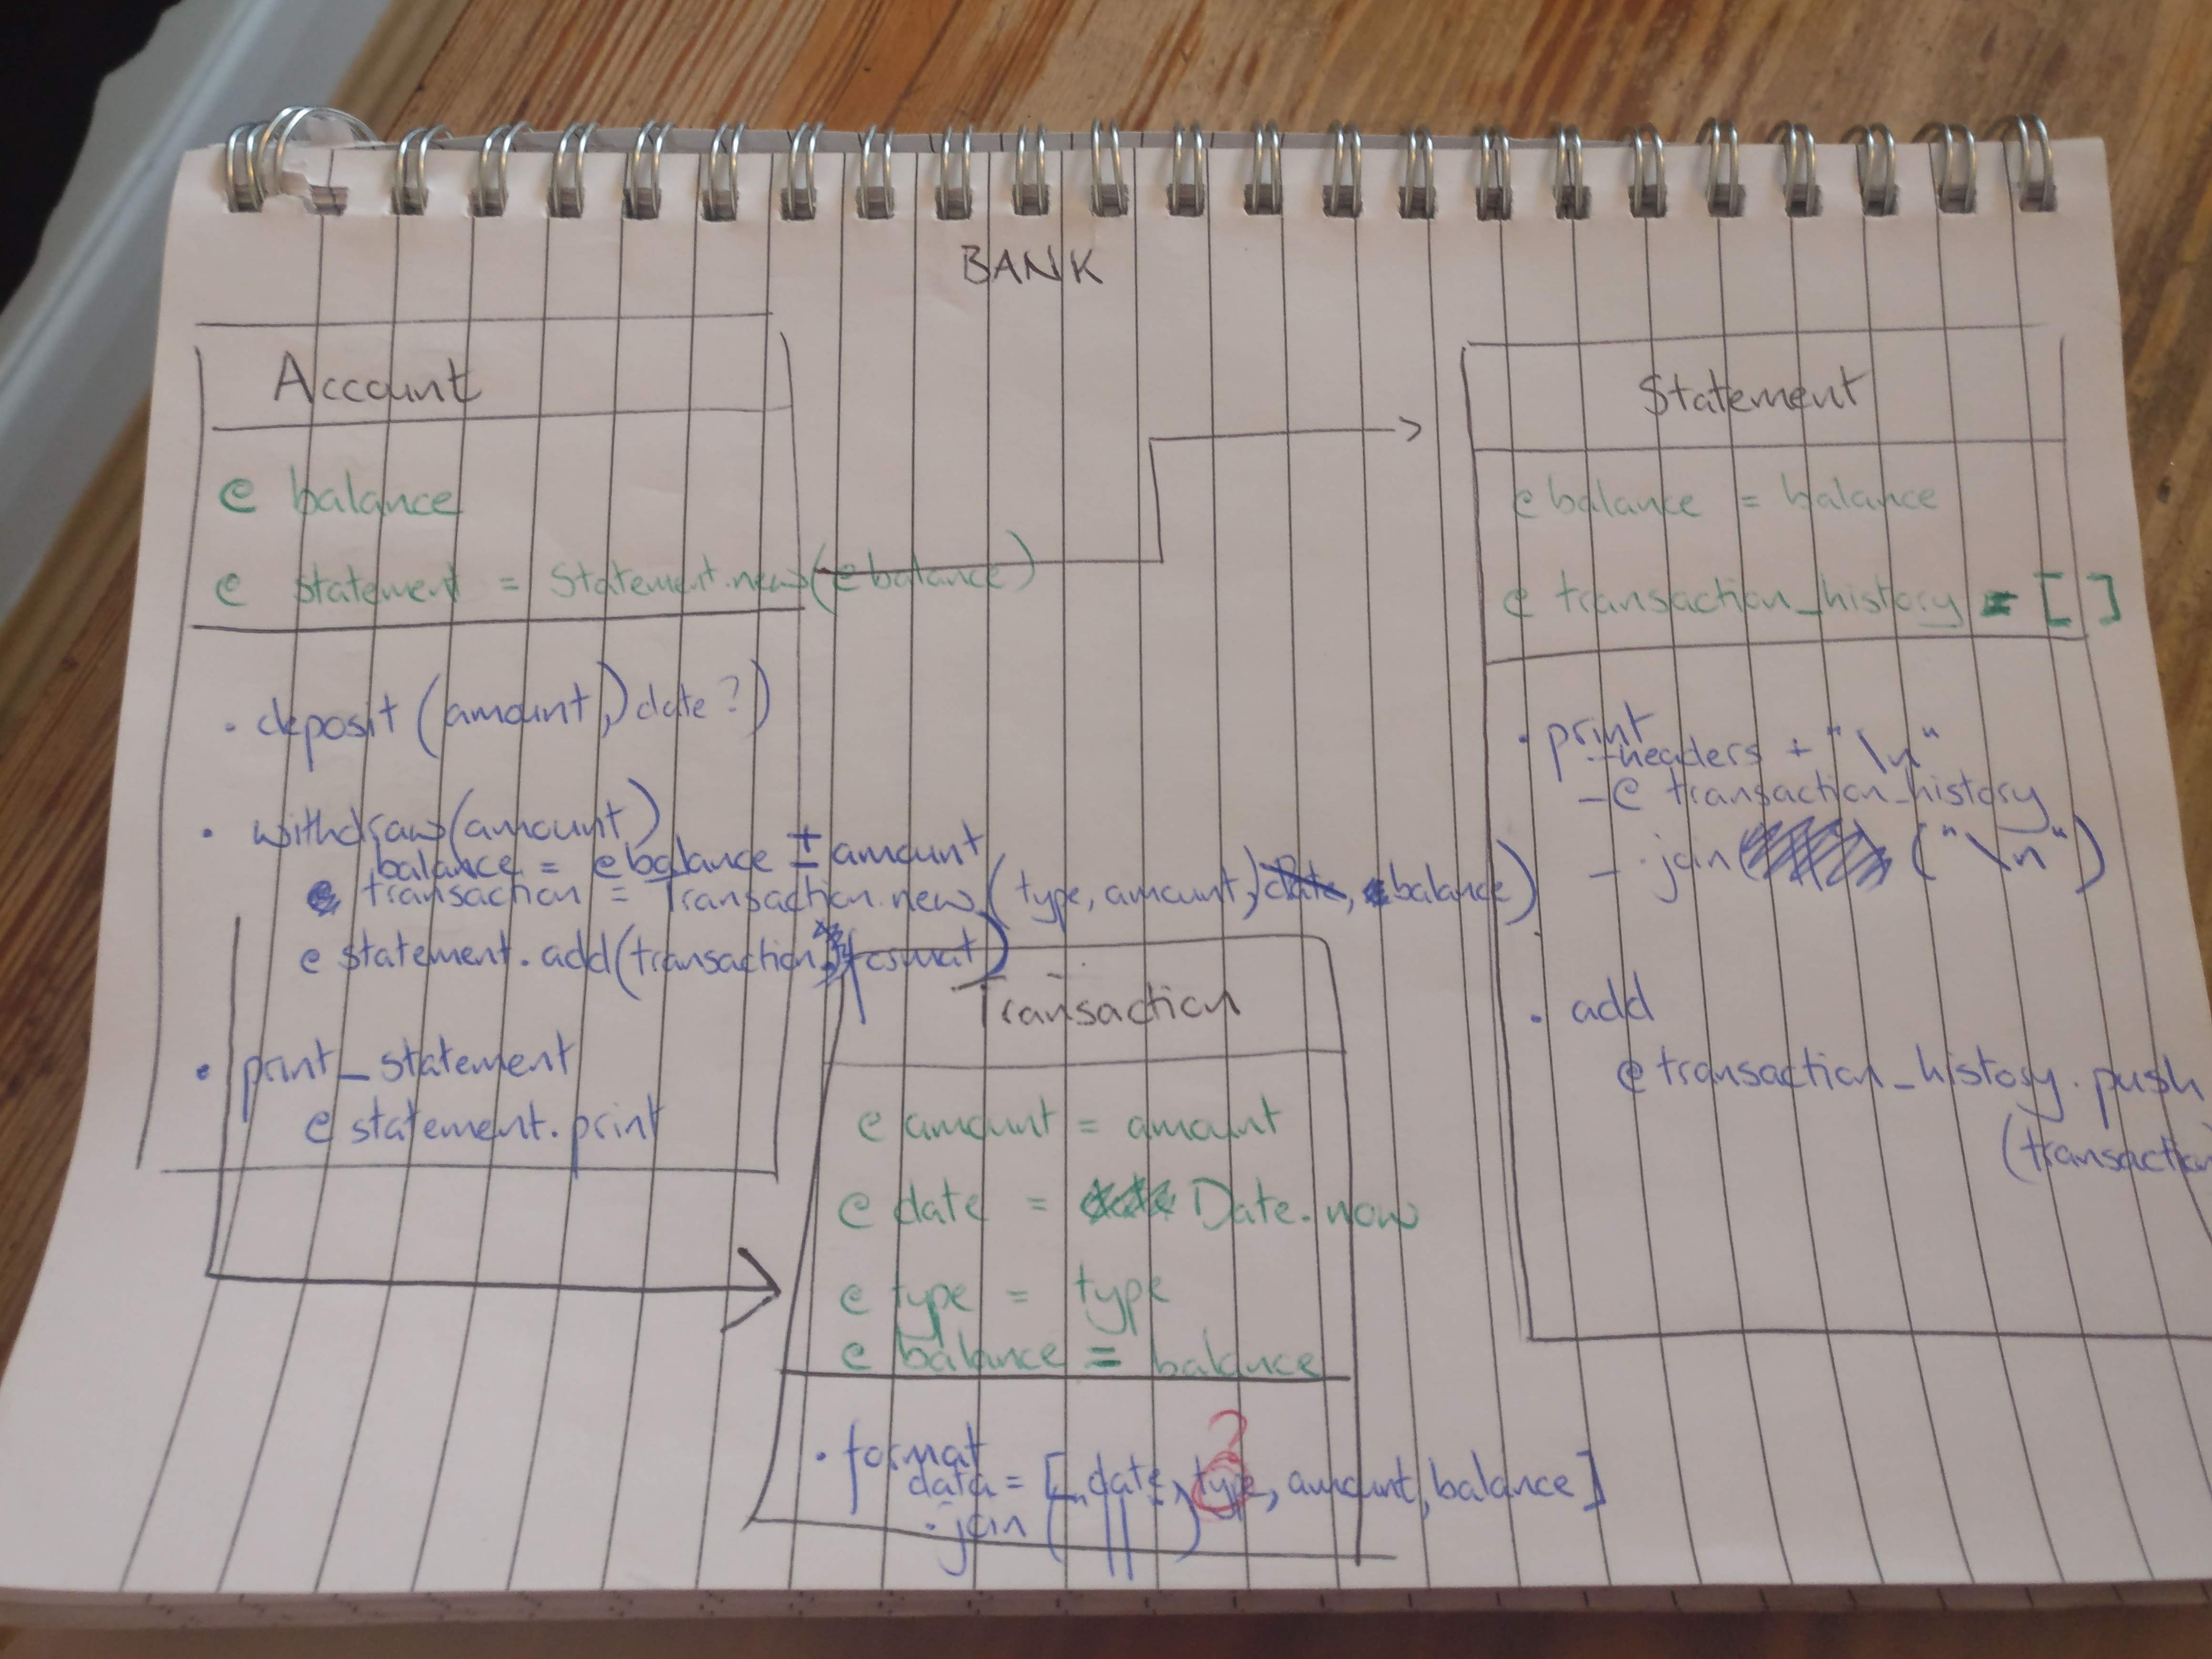 BANK
Account
@ balance
@ statement = Statement.new(@balance)
. deposit (amount,) date?)
. withdraw(amount)
balance = @balance ± amount
transaction = Transaction.new (type, amount,) date, balance)
@ statement.add(transaction.format)
. print_statement
@ statement.print
Transaction
@ amount = amount
@ date = Date.now
@ type = type
@ balance = balance
?
. format
data = [ date, type, amount, balance]
.join ( || )
Statement
@ balance = balance
@ transaction_history = [ ]
. print
- headers + "\n"
- @ transaction_history
- .join ("\n")
. add
@ transaction_history.push
(transaction